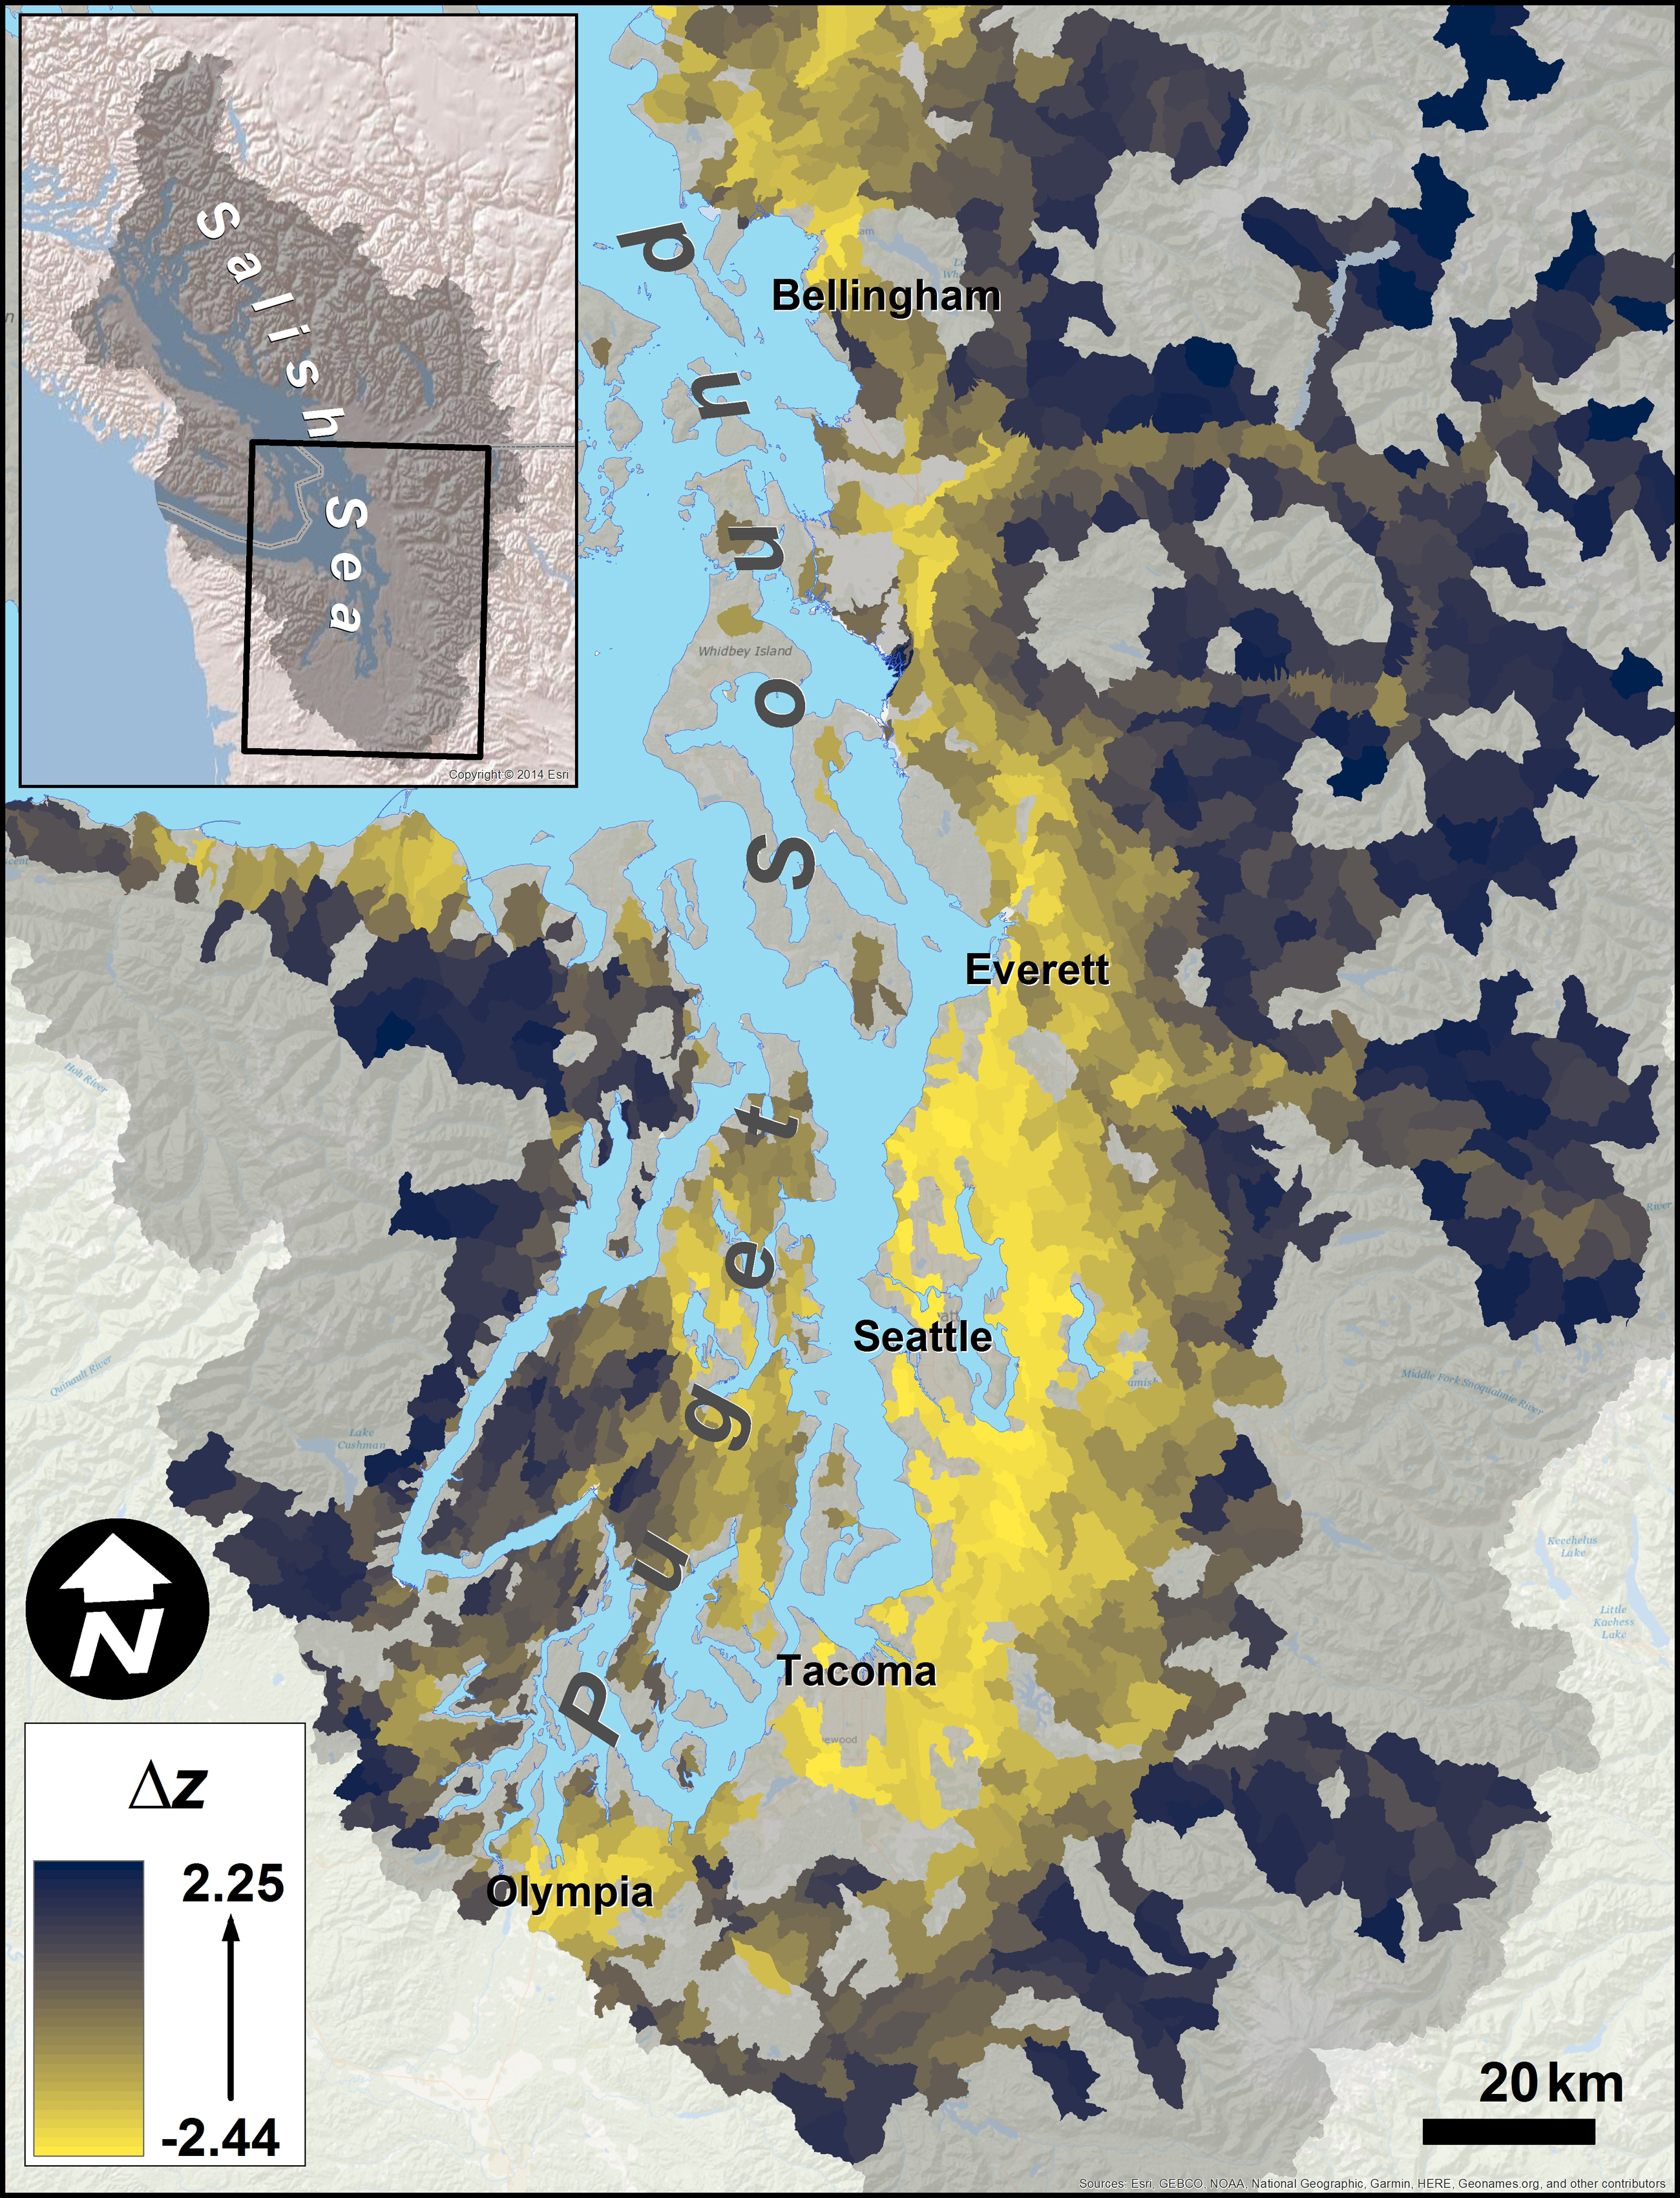 Salish
Sea
Copyright © 2014 Esri
Puget Sound
Bellingham
Whidbey Island
Everett
Hoh River
River
Seattle
Quinault River
Middle Fork Snoqualmie River
Lake
Cushman
Keechelus
Lake
Little
Kachess
Lake
N
Tacoma
Δz
2.25
-2.44
Olympia
20 km
Sources: Esri, GEBCO, NOAA, National Geographic, Garmin, HERE, Geonames.org, and other contributors